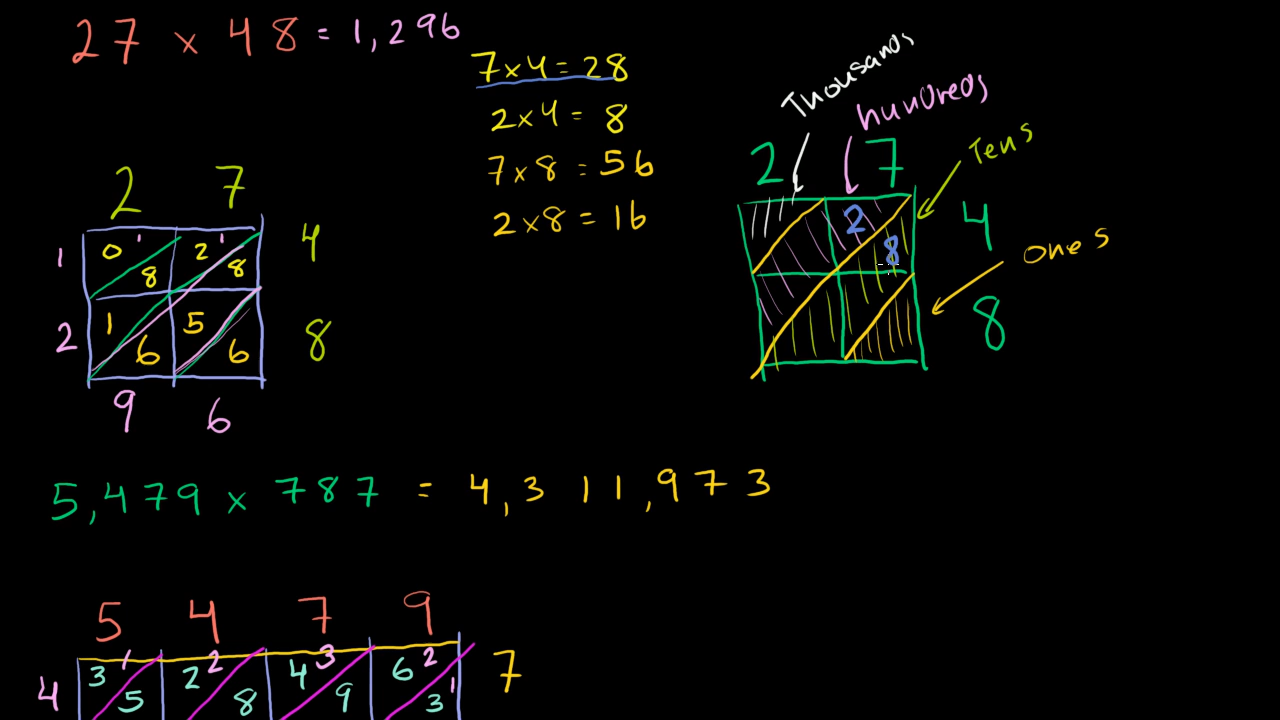 27 × 48 = 1,296
7×4=28
2×4=8
7×8=56
2×8=16
2 7
1 0 1 8 2 1 8 4
2 1 6 5 6 8
9 6
Thousands
hundreds
Tens
ones
2 7
2 8 4
8
5,479 × 787 = 4,311,973
5 4 7 9
4 3 1 5 2 2 8 4 3 9 6 2 3 1 7